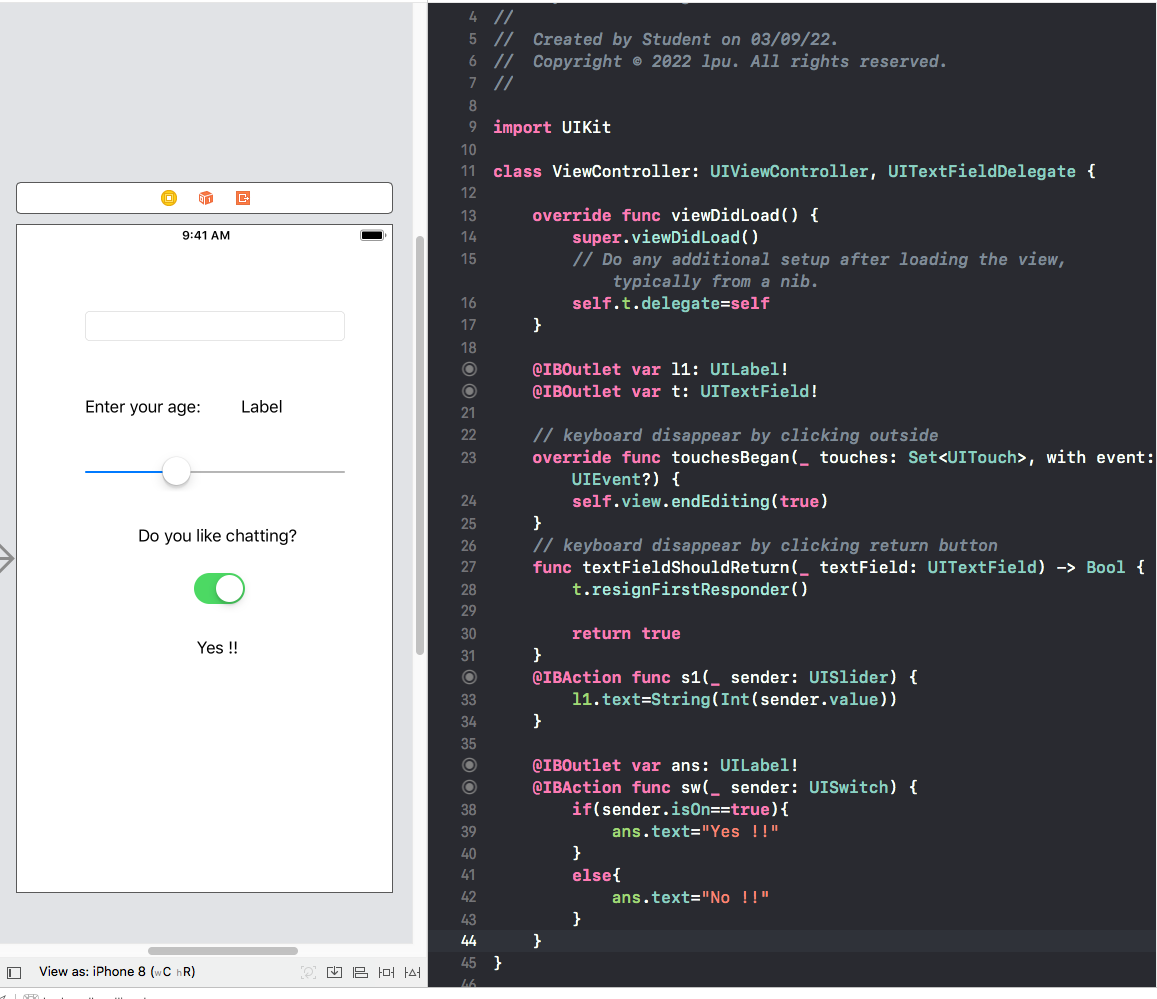 9:41 AM
Enter your age: Label
Do you like chatting?
Yes !!
View as: iPhone 8 (wC hR)
4 //
5 //  Created by Student on 03/09/22.
6 //  Copyright © 2022 lpu. All rights reserved.
7 //
8
9 import UIKit
10
11 class ViewController: UIViewController, UITextFieldDelegate {
12
13     override func viewDidLoad() {
14         super.viewDidLoad()
15         // Do any additional setup after loading the view,
typically from a nib.
16         self.t.delegate=self
17     }
18
@IBOutlet var l1: UILabel!
@IBOutlet var t: UITextField!
21
22     // keyboard disappear by clicking outside
23     override func touchesBegan(_ touches: Set<UITouch>, with event:
UIEvent?) {
24         self.view.endEditing(true)
25     }
26     // keyboard disappear by clicking return button
27     func textFieldShouldReturn(_ textField: UITextField) -> Bool {
28         t.resignFirstResponder()
29
30         return true
31     }
@IBAction func s1(_ sender: UISlider) {
33         l1.text=String(Int(sender.value))
34     }
35
@IBOutlet var ans: UILabel!
@IBAction func sw(_ sender: UISwitch) {
38         if(sender.isOn==true){
39             ans.text="Yes !!"
40         }
41         else{
42             ans.text="No !!"
43         }
44     }
45 }
46